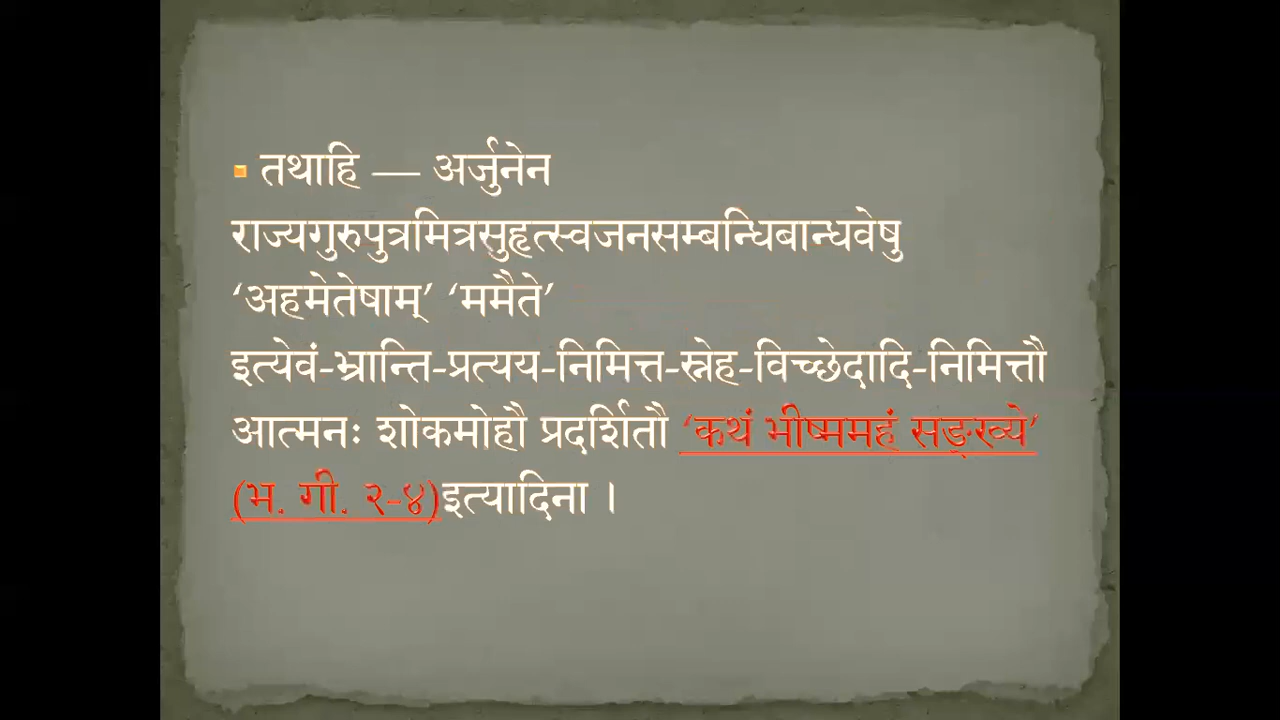 तथाहि — अर्जुनेन
राज्यगुरुपुत्रमित्रसुहृत्स्वजनसम्बन्धिबान्धवेषु
‘अहमेतेषाम्’ ‘ममैते’
इत्येवं-भ्रान्ति-प्रत्यय-निमित्त-स्नेह-विच्छेदादि-निमित्तौ
आत्मनः शोकमोहौ प्रदर्शितौ ‘कथं भीष्ममहं सङ्ख्ये’
(भ. गी. २-४)इत्यादिना ।